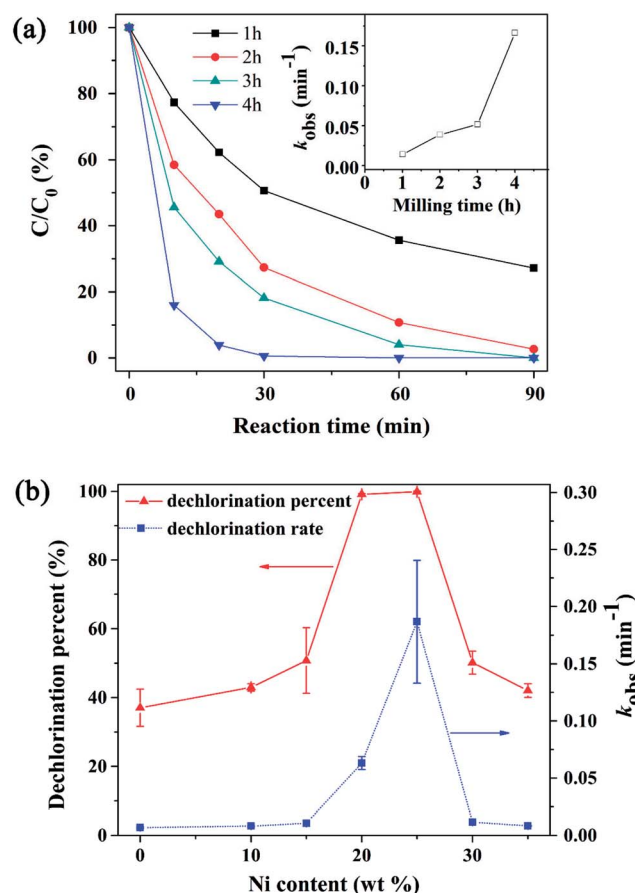 (a)
100
80
60
40
20
0
C/C0 (%)
1h
2h
3h
4h
0.15
0.10
0.05
0.00
kobs (min-1)
0 1 2 3 4
Milling time (h)
0 30 60 90
Reaction time (min)
(b)
100
80
60
40
20
0
Dechlorination percent (%)
dechlorination percent
dechlorination rate
0.30
0.25
0.20
0.15
0.10
0.05
0.00
kobs (min-1)
0 10 20 30
Ni content (wt %)